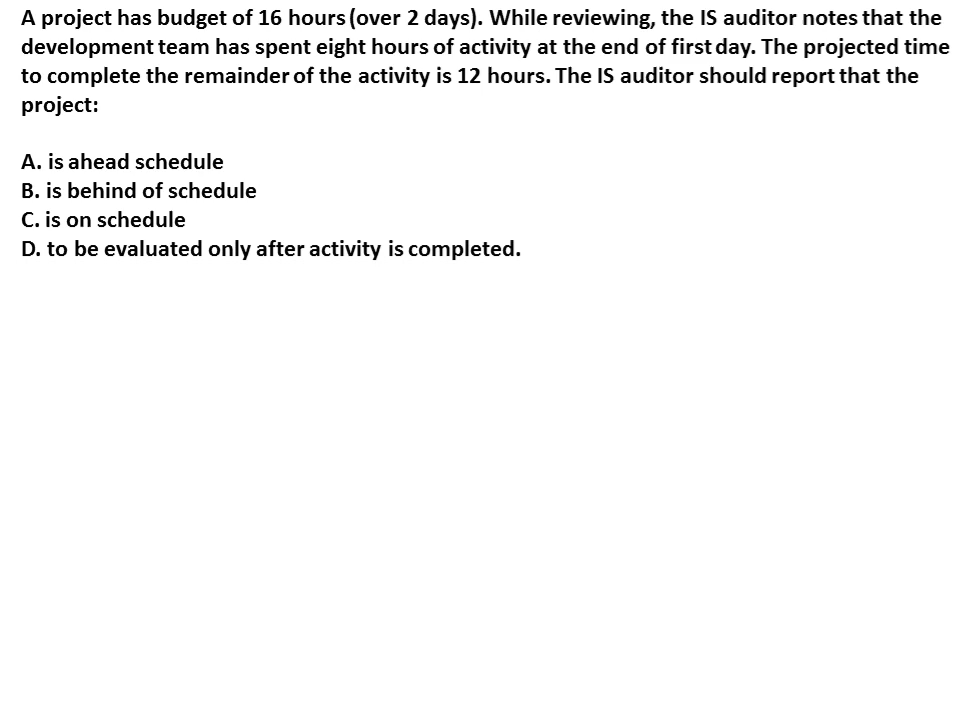 A project has budget of 16 hours (over 2 days). While reviewing, the IS auditor notes that the
development team has spent eight hours of activity at the end of first day. The projected time
to complete the remainder of the activity is 12 hours. The IS auditor should report that the
project:
A. is ahead schedule
B. is behind of schedule
C. is on schedule
D. to be evaluated only after activity is completed.